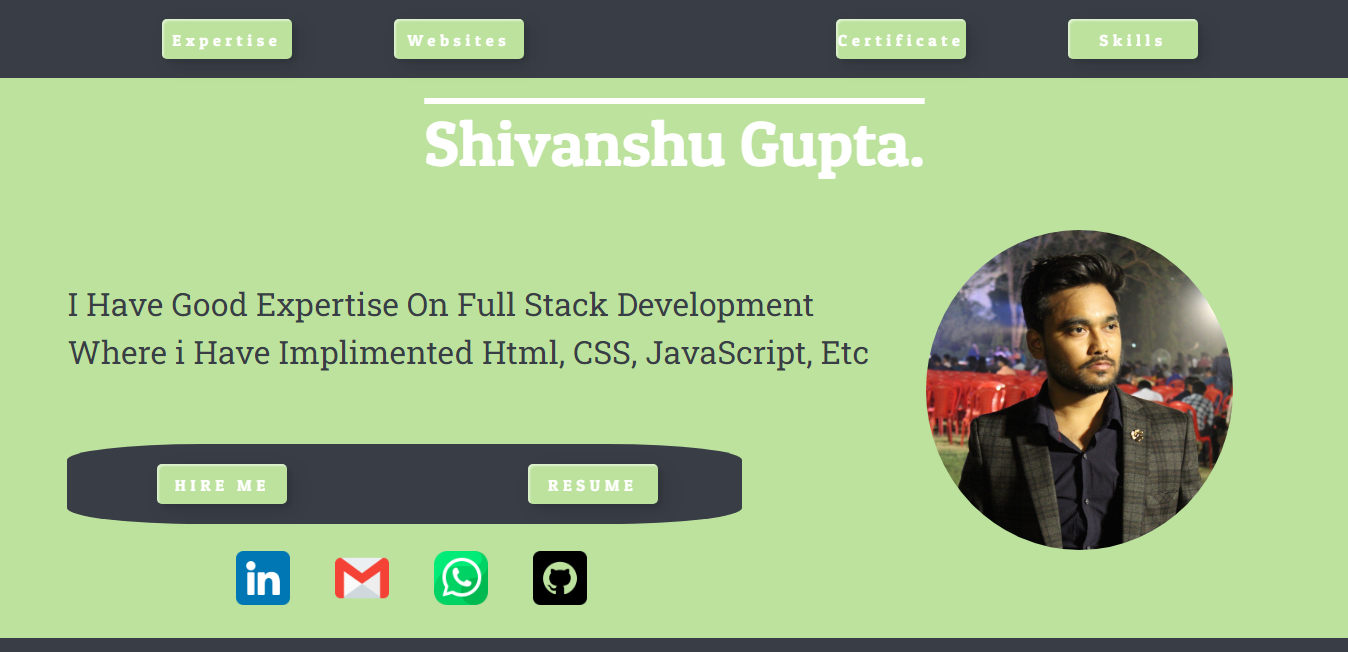 Expertise
Websites
Certificate
Skills
Shivanshu Gupta.
I Have Good Expertise On Full Stack Development
Where i Have Implimented Html, CSS, JavaScript, Etc
HIRE ME
RESUME
in